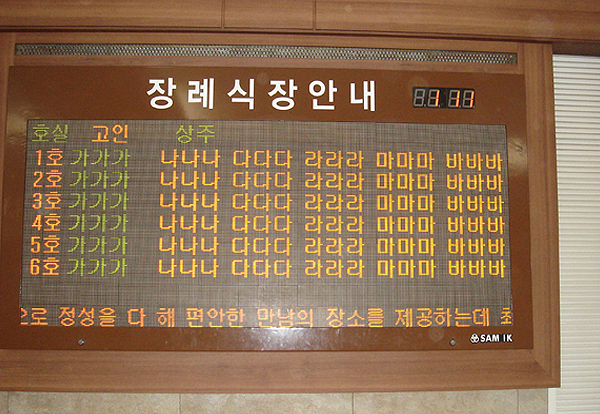 장례식장안내
1 11
호실 고인 상주
1호 가가가 나나나 다다다 라라라 마마마 바바바
2호 가가가 나나나 다다다 라라라 마마마 바바바
3호 가가가 나나나 다다다 라라라 마마마 바바바
4호 가가가 나나나 다다다 라라라 마마마 바바바
5호 가가가 나나나 다다다 라라라 마마마 바바바
6호 가가가 나나나 다다다 라라라 마마마 바바바
으로 정성을 다 해 편안한 만남의 장소를 제공하는데 최
SAM IK